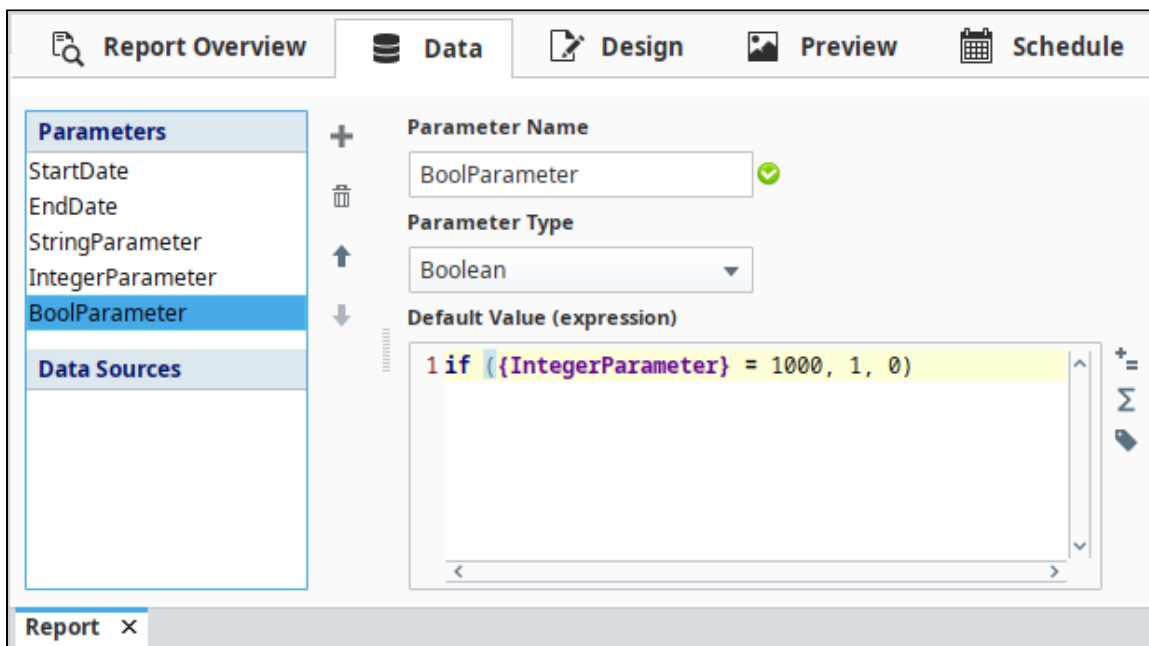 Report Overview Data Design Preview Schedule
Parameters
StartDate
EndDate
StringParameter
IntegerParameter
BoolParameter
Data Sources
Parameter Name
BoolParameter
Parameter Type
Boolean
Default Value (expression)
1 if ({IntegerParameter} = 1000, 1, 0)
Report ×